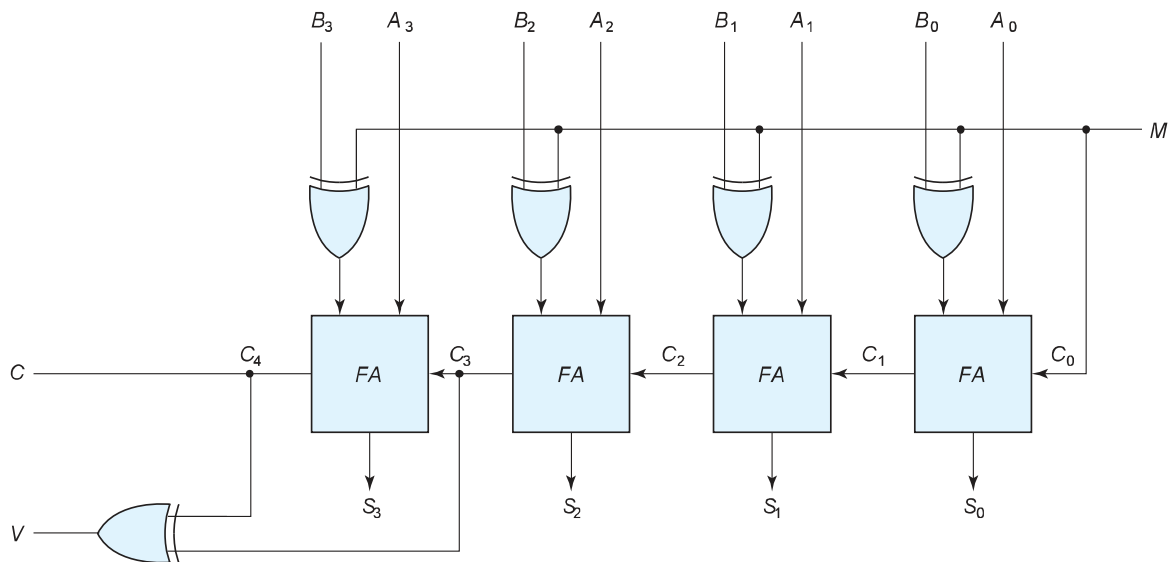 B3 A3 B2 A2 B1 A1 B0 A0
M
C C4 FA C3 FA C2 FA C1 FA C0
S3 S2 S1 S0
V